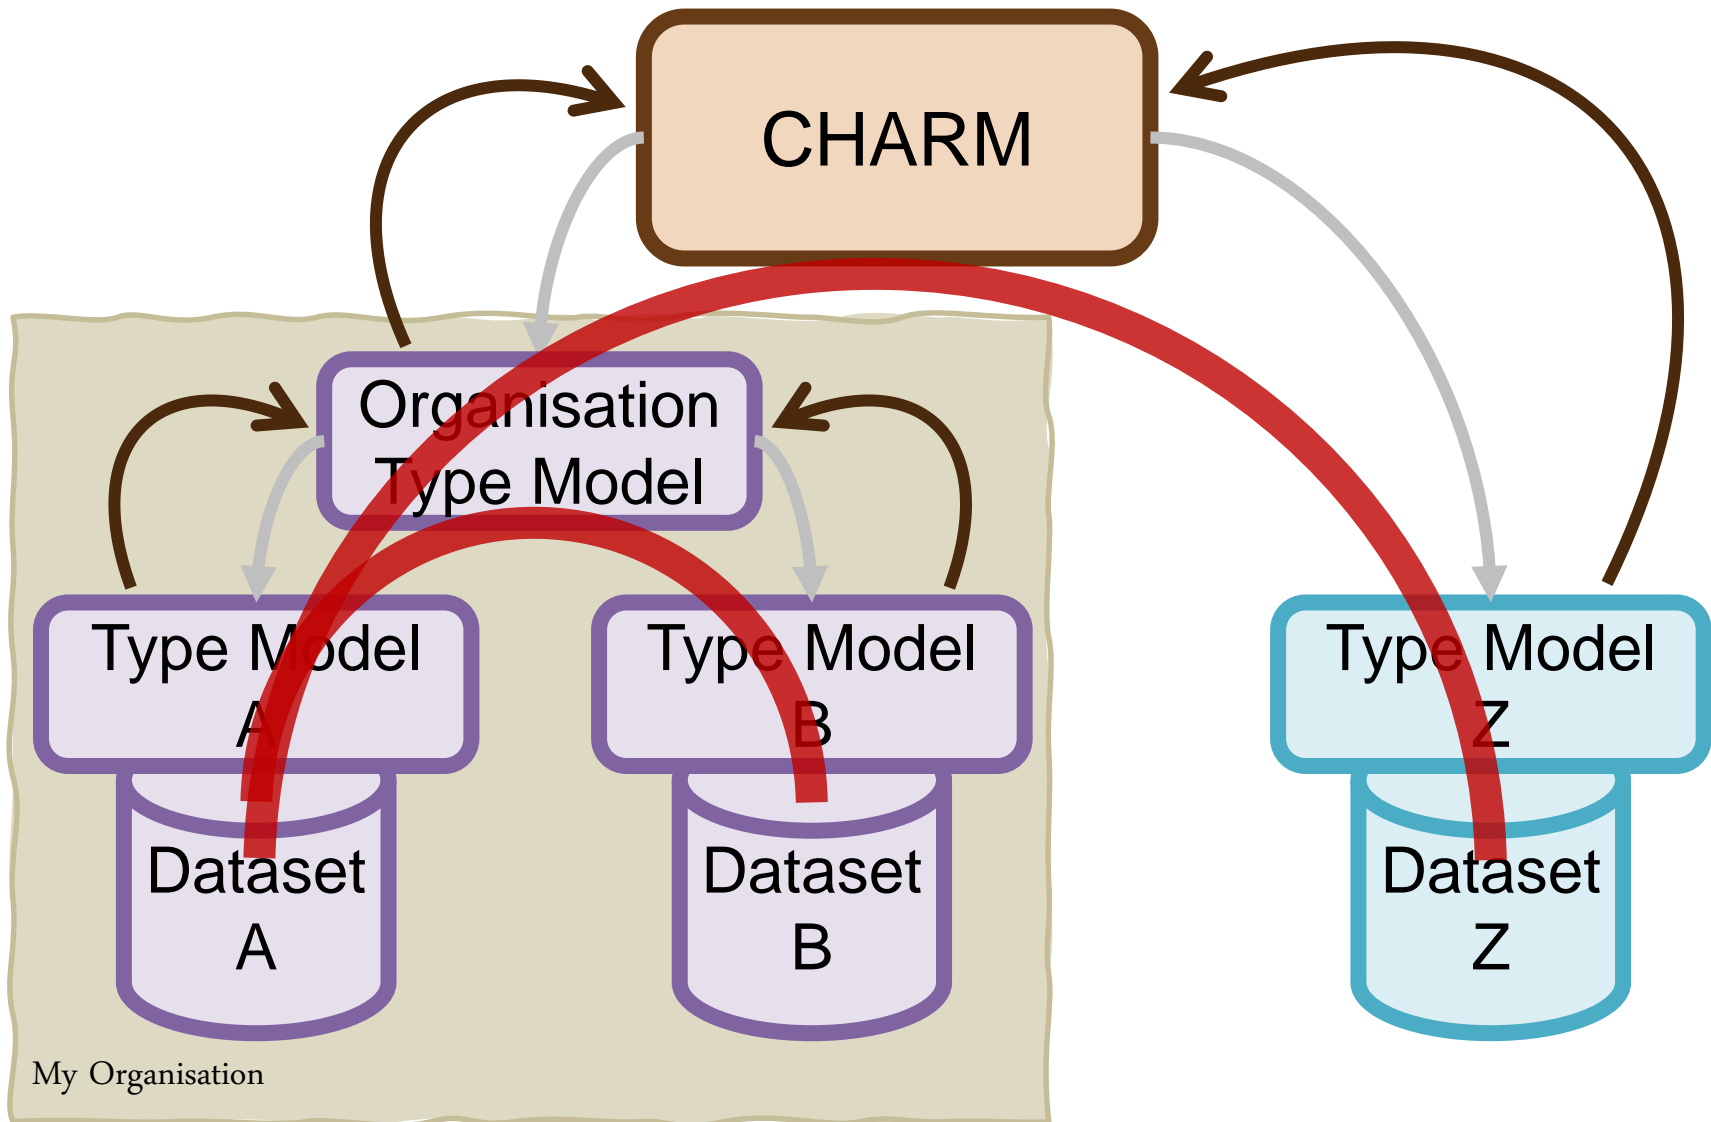 CHARM
Organisation
Type Model
Type Model
A
Type Model
B
Type Model
Z
Dataset
A
Dataset
B
Dataset
Z
My Organisation